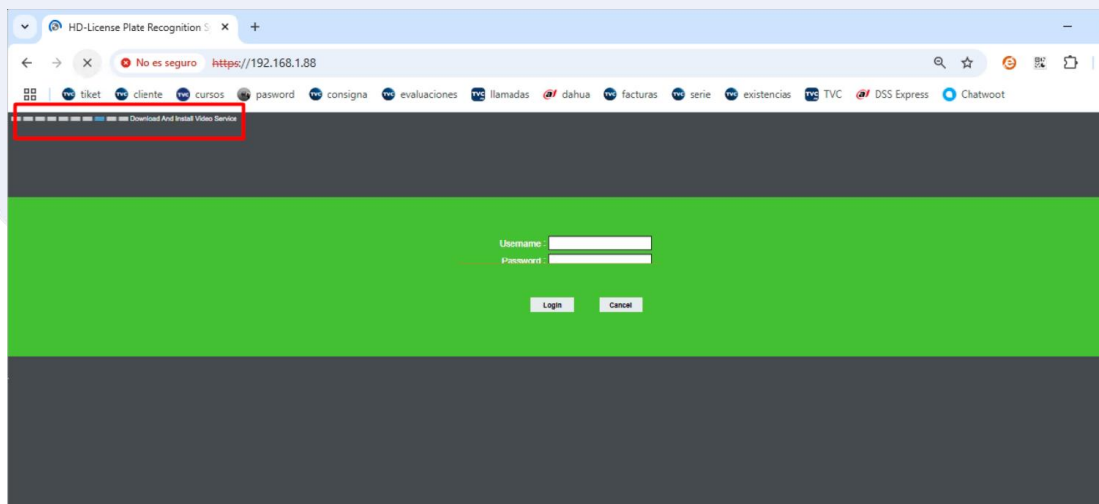 HD-License Plate Recognition S
No es seguro https://192.168.1.88
tiket cliente cursos pasword consigna evaluaciones llamadas dahua facturas serie existencias TVC DSS Express Chatwoot
Download And Install Video Service
Username :
Password :
Login Cancel